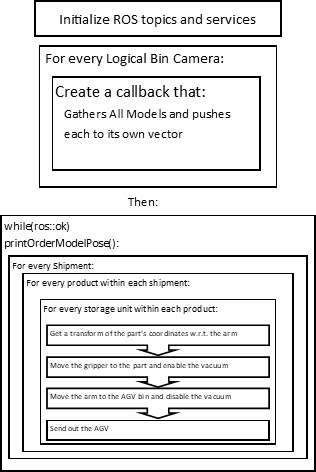 Initialize ROS topics and services
For every Logical Bin Camera:
Create a callback that:
Gathers All Models and pushes
each to its own vector
Then:
while(ros::ok)
printOrderModelPose():
For every Shipment:
For every product within each shipment:
For every storage unit within each product:
Get a transform of the part's coordinates w.r.t. the arm
Move the gripper to the part and enable the vacuum
Move the arm to the AGV bin and disable the vacuum
Send out the AGV